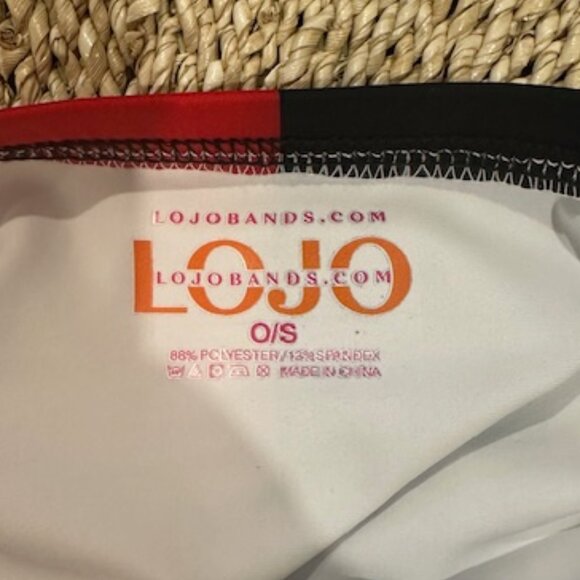 LOJOBANDS.COM
LOJO
LOJOBANDS.COM
O/S
88% POLYESTER/13%SPANDEX
MADE IN CHINA